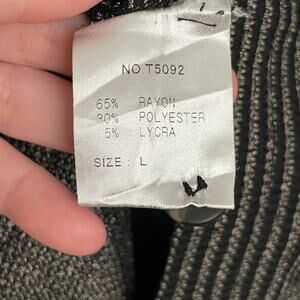 NO.T5092
65% RAYON
30% POLYESTER
5% LYCRA
SIZE : L